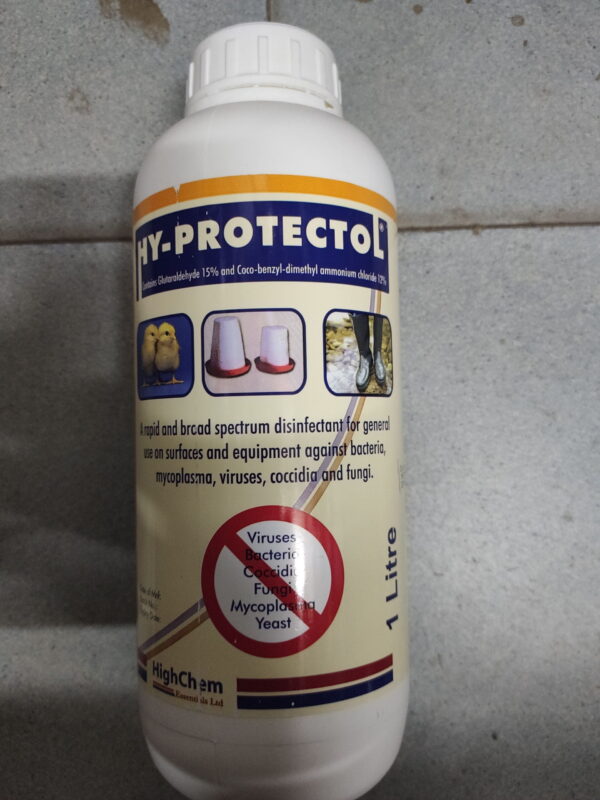 HY-PROTECTOL®
Contains Glutaraldehyde 15% and Coco-benzyl-dimethyl ammonium chloride 10%
A rapid and broad spectrum disinfectant for general
use on surfaces and equipment against bacteria,
mycoplasma, viruses, coccidia and fungi.
Viruses
Bacteria
Coccidia
Fungi
Mycoplasma
Yeast
1 Litre
HighChem
Essentials Ltd